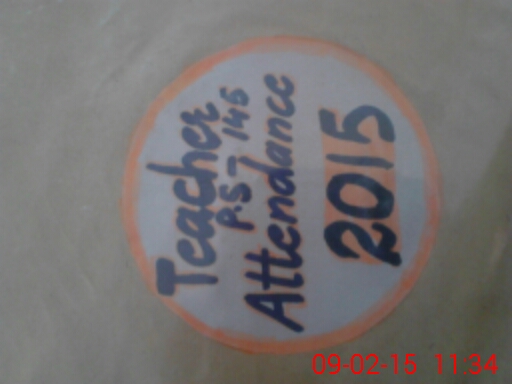 Teacher
P.S - 145
Attendance
2015
09-02-15 11:34